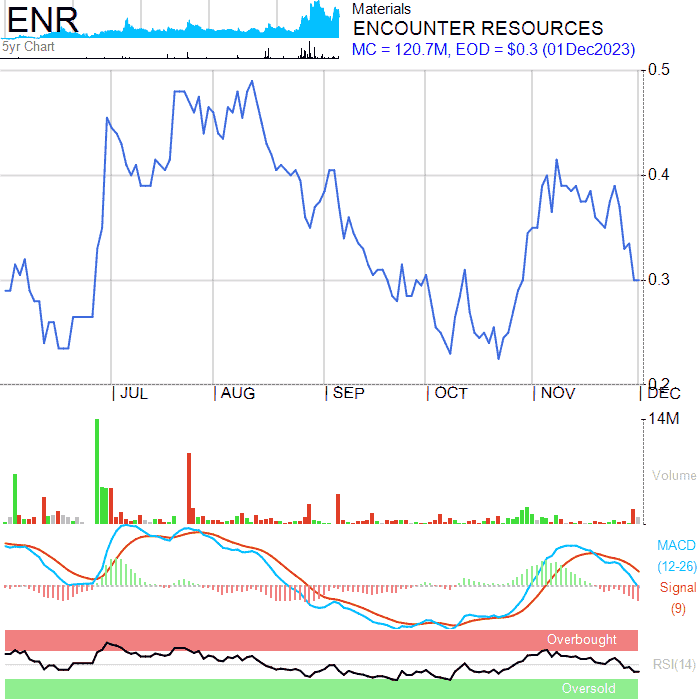 ENR
5yr Chart
Materials
ENCOUNTER RESOURCES
MC = 120.7M, EOD = $0.3 (01Dec2023)
0.5
0.4
0.3
0.2
JUL AUG SEP OCT NOV DEC
14M
Volume
MACD
(12-26)
Signal
(9)
Overbought
RSI(14)
Oversold